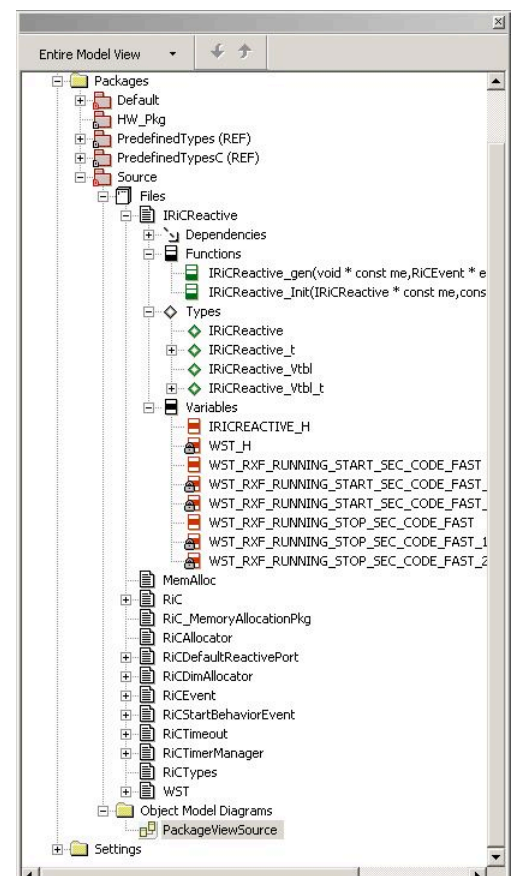 Entire Model View
Packages
Default
HW_Pkg
PredefinedTypes (REF)
PredefinedTypesC (REF)
Source
Files
IRiCReactive
Dependencies
Functions
IRiCReactive_gen(void * const me,RiCEvent * e
IRiCReactive_Init(IRiCReactive * const me,cons
Types
IRiCReactive
IRiCReactive_t
IRiCReactive_Vtbl
IRiCReactive_Vtbl_t
Variables
IRICREACTIVE_H
WST_H
WST_RXF_RUNNING_START_SEC_CODE_FAST
WST_RXF_RUNNING_START_SEC_CODE_FAST_
WST_RXF_RUNNING_START_SEC_CODE_FAST_
WST_RXF_RUNNING_STOP_SEC_CODE_FAST
WST_RXF_RUNNING_STOP_SEC_CODE_FAST_1
WST_RXF_RUNNING_STOP_SEC_CODE_FAST_2
MemAlloc
RiC
RiC_MemoryAllocationPkg
RiCAllocator
RiCDefaultReactivePort
RiCDimAllocator
RiCEvent
RiCStartBehaviorEvent
RiCTimeout
RiCTimerManager
RiCTypes
WST
Object Model Diagrams
PackageViewSource
Settings